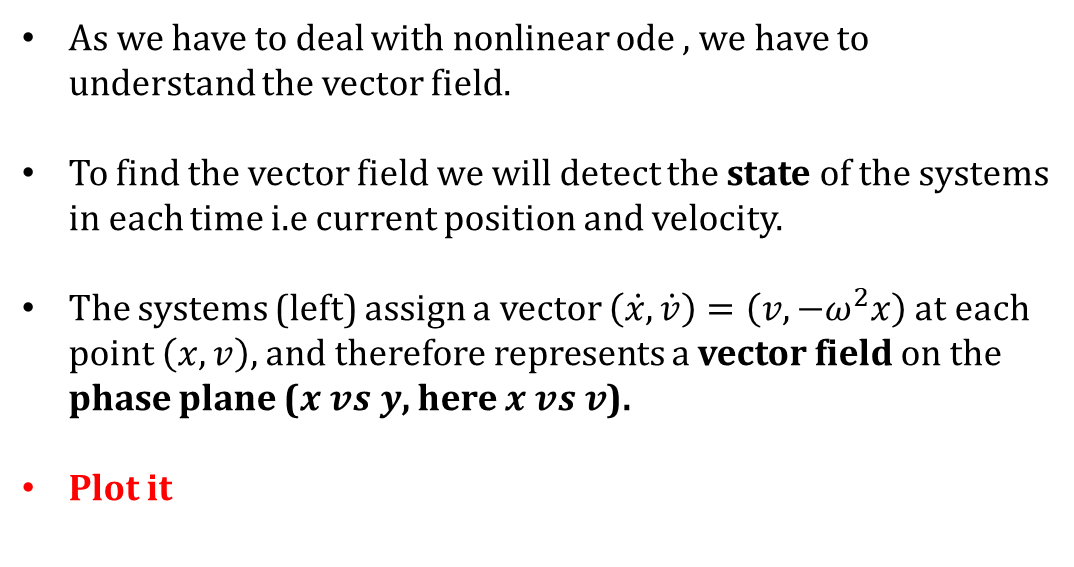 • As we have to deal with nonlinear ode , we have to
understand the vector field.
• To find the vector field we will detect the state of the systems
in each time i.e current position and velocity.
• The systems (left) assign a vector (ẋ, v̇) = (v, −ω²x) at each
point (x, v), and therefore represents a vector field on the
phase plane (x vs y, here x vs v).
• Plot it